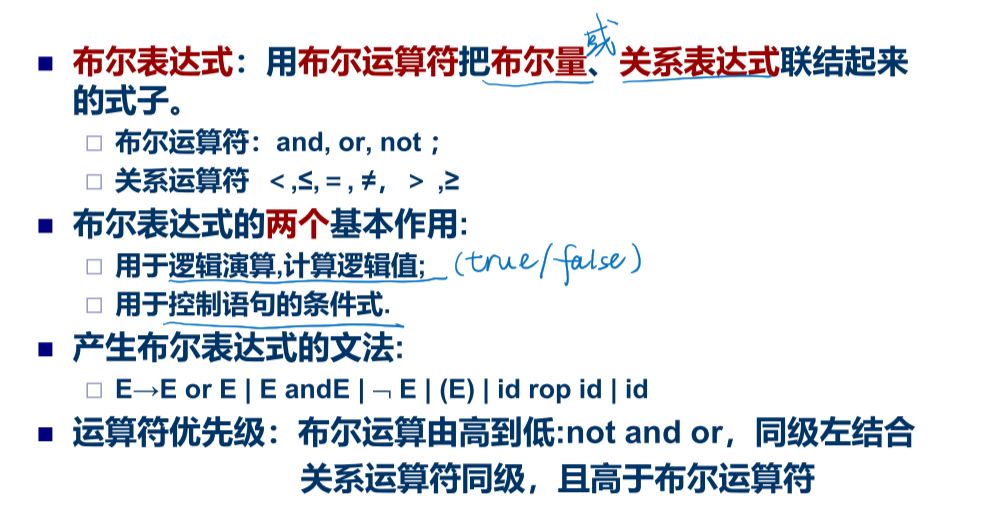 或
布尔表达式：用布尔运算符把布尔量、关系表达式联结起来
的式子。
布尔运算符：and, or, not；
关系运算符 < ,≤, = , ≠, > ,≥
布尔表达式的两个基本作用:
用于逻辑演算,计算逻辑值; (true/false)
用于控制语句的条件式.
产生布尔表达式的文法:
E→E or E | E andE | ¬ E | (E) | id rop id | id
运算符优先级：布尔运算由高到低:not and or，同级左结合
关系运算符同级，且高于布尔运算符